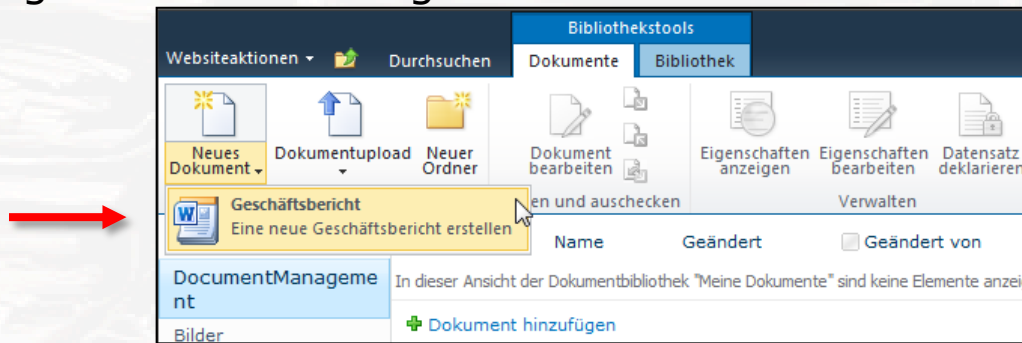 Bibliothekstools
Websiteaktionen Durchsuchen Dokumente Bibliothek
Neues Dokument
Dokumentupload
Neuer Ordner
Dokument bearbeiten
Eigenschaften anzeigen
Eigenschaften bearbeiten
Datensatz deklarieren
en und auschecken Verwalten
Geschäftsbericht
Eine neue Geschäftsbericht erstellen
Name Geändert Geändert von
DocumentManageme
nt
In dieser Ansicht der Dokumentbibliothek "Meine Dokumente" sind keine Elemente anzei
Dokument hinzufügen
Bilder